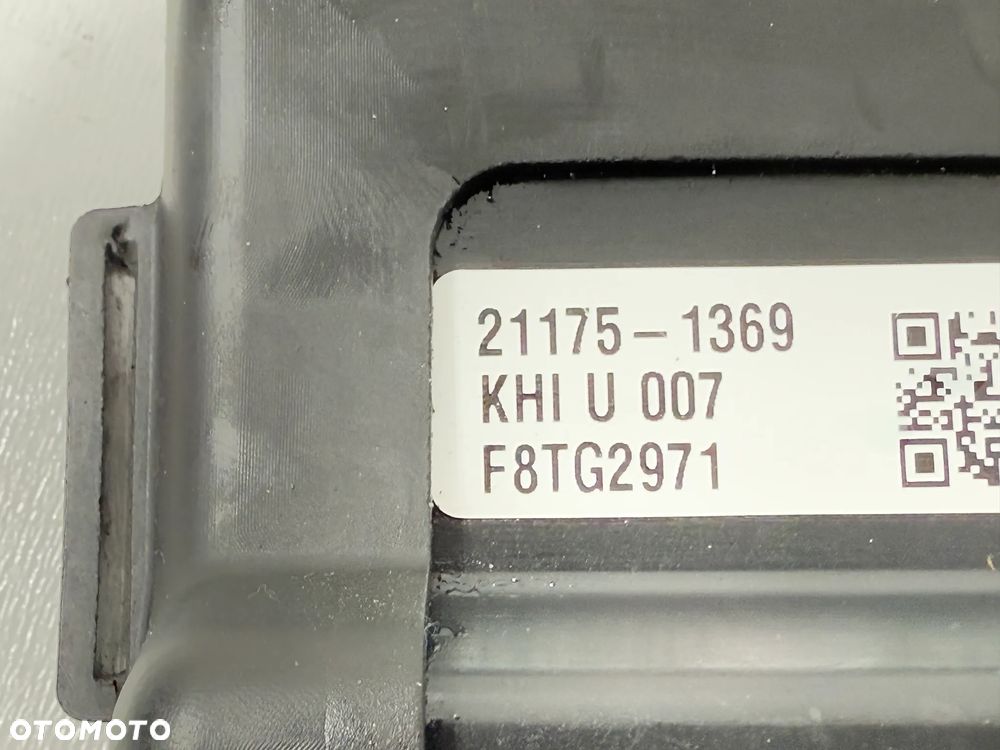 21175-1369
KHI U 007
F8TG2971
OTOMOTO